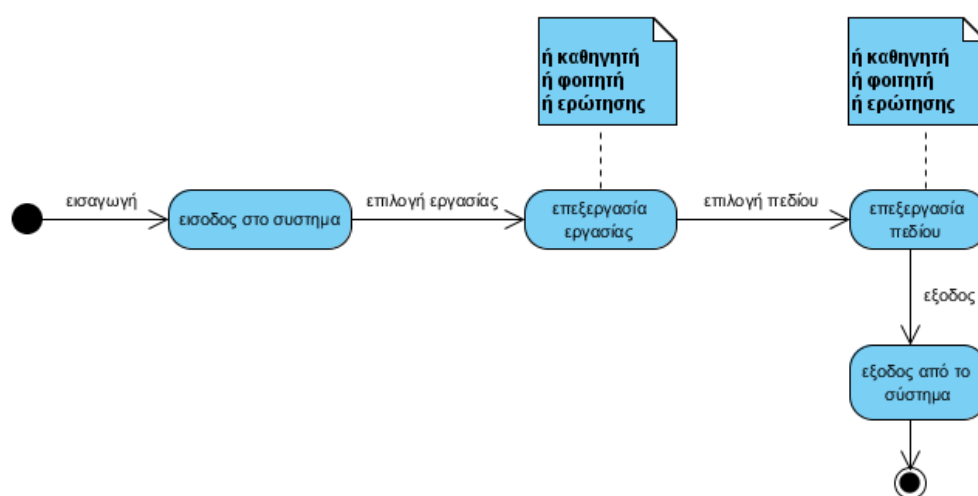 ή καθηγητή
ή φοιτητή
ή ερώτησης
ή καθηγητή
ή φοιτητή
ή ερώτησης
εισαγωγή
εισοδος στο συστημα
επιλογή εργασίας
επεξεργασία
εργασίας
επιλογή πεδίου
επεξεργασία
πεδίου
εξοδος
εξοδος από το
σύστημα